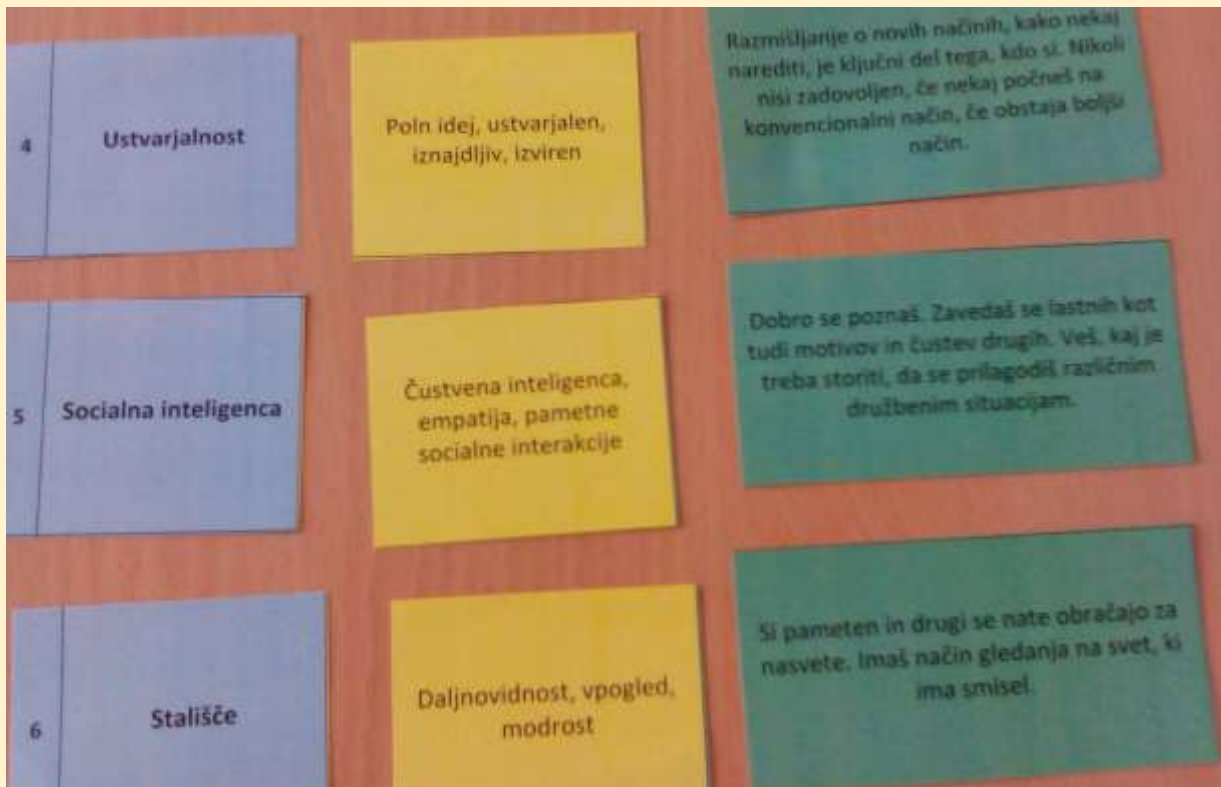 4
Ustvarjalnost
Poln idej, ustvarjalen,
iznajdljiv, izviren
Razmišljanje o novih načinih, kako nekaj
narediti, je ključni del tega, kdo si. Nikoli
nisi zadovoljen, če nekaj počneš na
konvencionalni način, če obstaja boljši
način.
5
Socialna inteligenca
Čustvena inteligenca,
empatija, pametne
socialne interakcije
Dobro se poznaš. Zavedaš se lastnih kot
tudi motivov in čustev drugih. Veš, kaj je
treba storiti, da se prilagodiš različnim
družbenim situacijam.
6
Stališče
Daljnovidnost, vpogled,
modrost
Si pameten in drugi se nate obračajo za
nasvete. Imaš način gledanja na svet, ki
ima smisel.